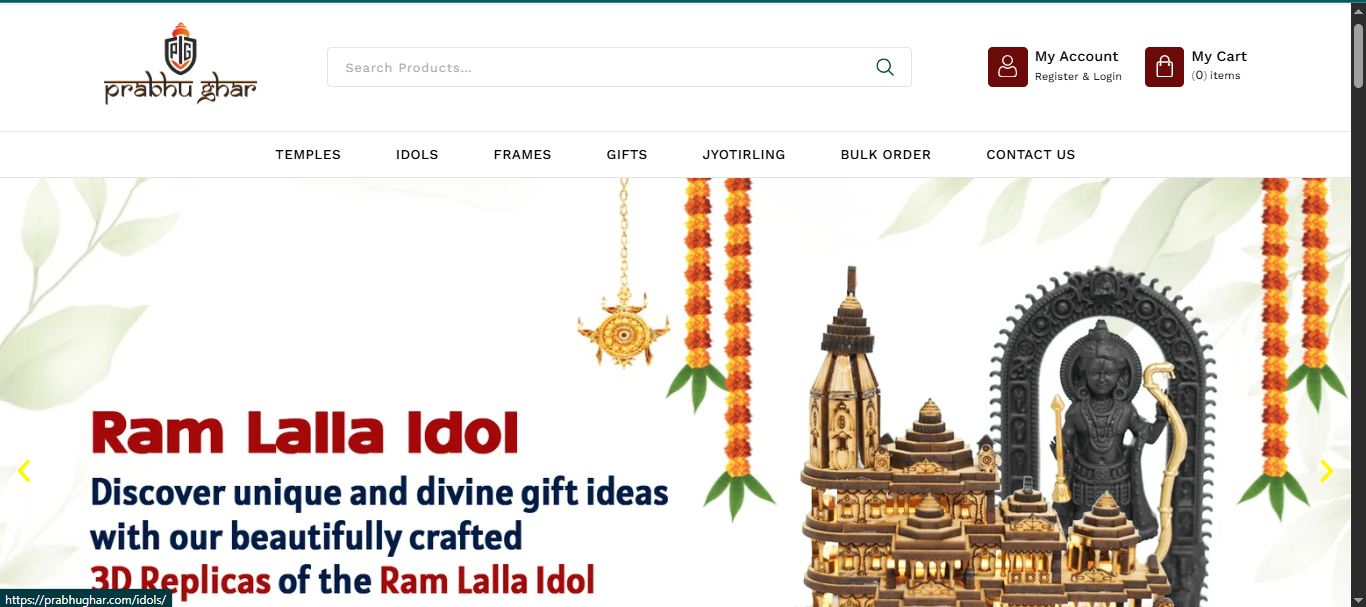 PG
prabhu ghar
Search Products...
My Account
Register & Login
My Cart
(0) items
TEMPLES IDOLS FRAMES GIFTS JYOTIRLING BULK ORDER CONTACT US
Ram Lalla Idol
Discover unique and divine gift ideas
with our beautifully crafted
3D Replicas of the Ram Lalla Idol
https://prabhughar.com/idols/